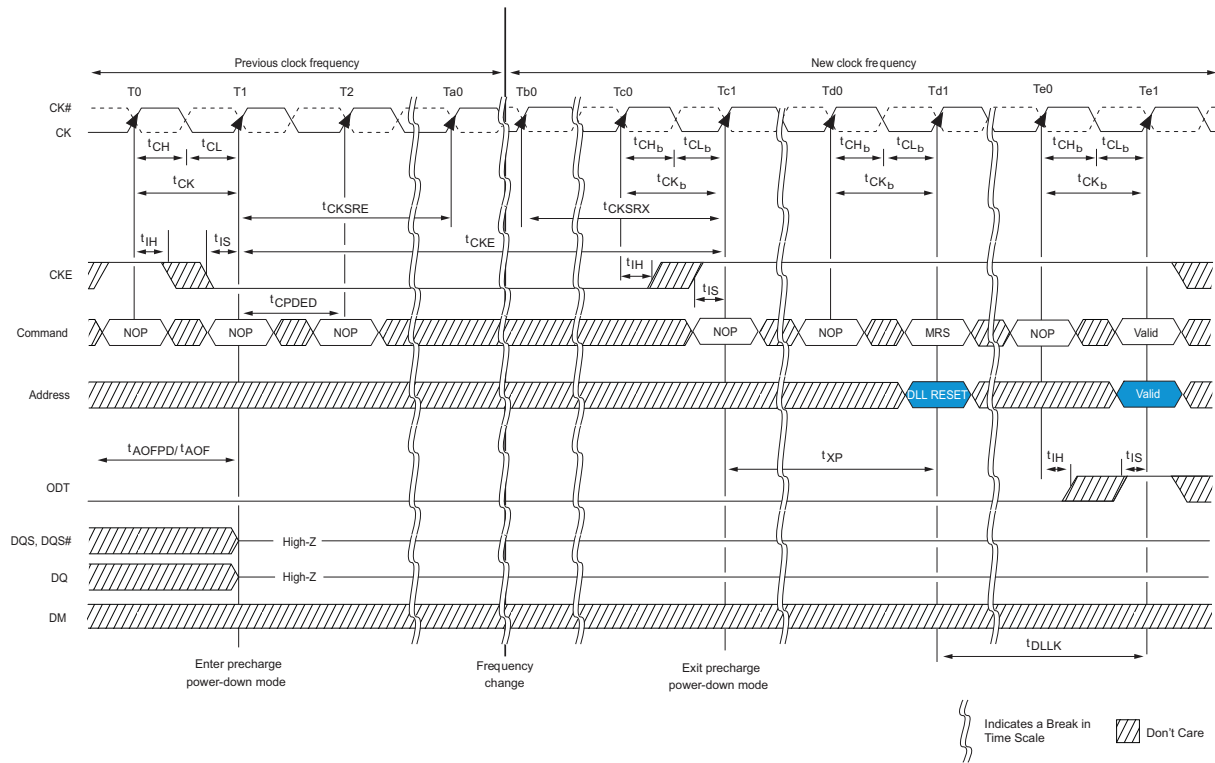 Previous clock frequency New clock frequency
T0 T1 T2 Ta0 Tb0 Tc0 Tc1 Td0 Td1 Te0 Te1
CK#
CK
tCH tCL tCHb tCLb tCHb tCLb tCHb tCLb
tCK tCKb tCKb tCKb
tCKSRE tCKSRX
tIH tIS tCKE
CKE tIH
tIS
tCPDED
Command NOP NOP NOP NOP NOP MRS NOP Valid
Address DLL RESET Valid
tAOFPD/tAOF tXP tIH tIS
ODT
DQS, DQS# High-Z
DQ High-Z
DM
tDLLK
Enter precharge
power-down mode
Frequency
change
Exit precharge
power-down mode
Indicates a Break in
Time Scale
Don't Care